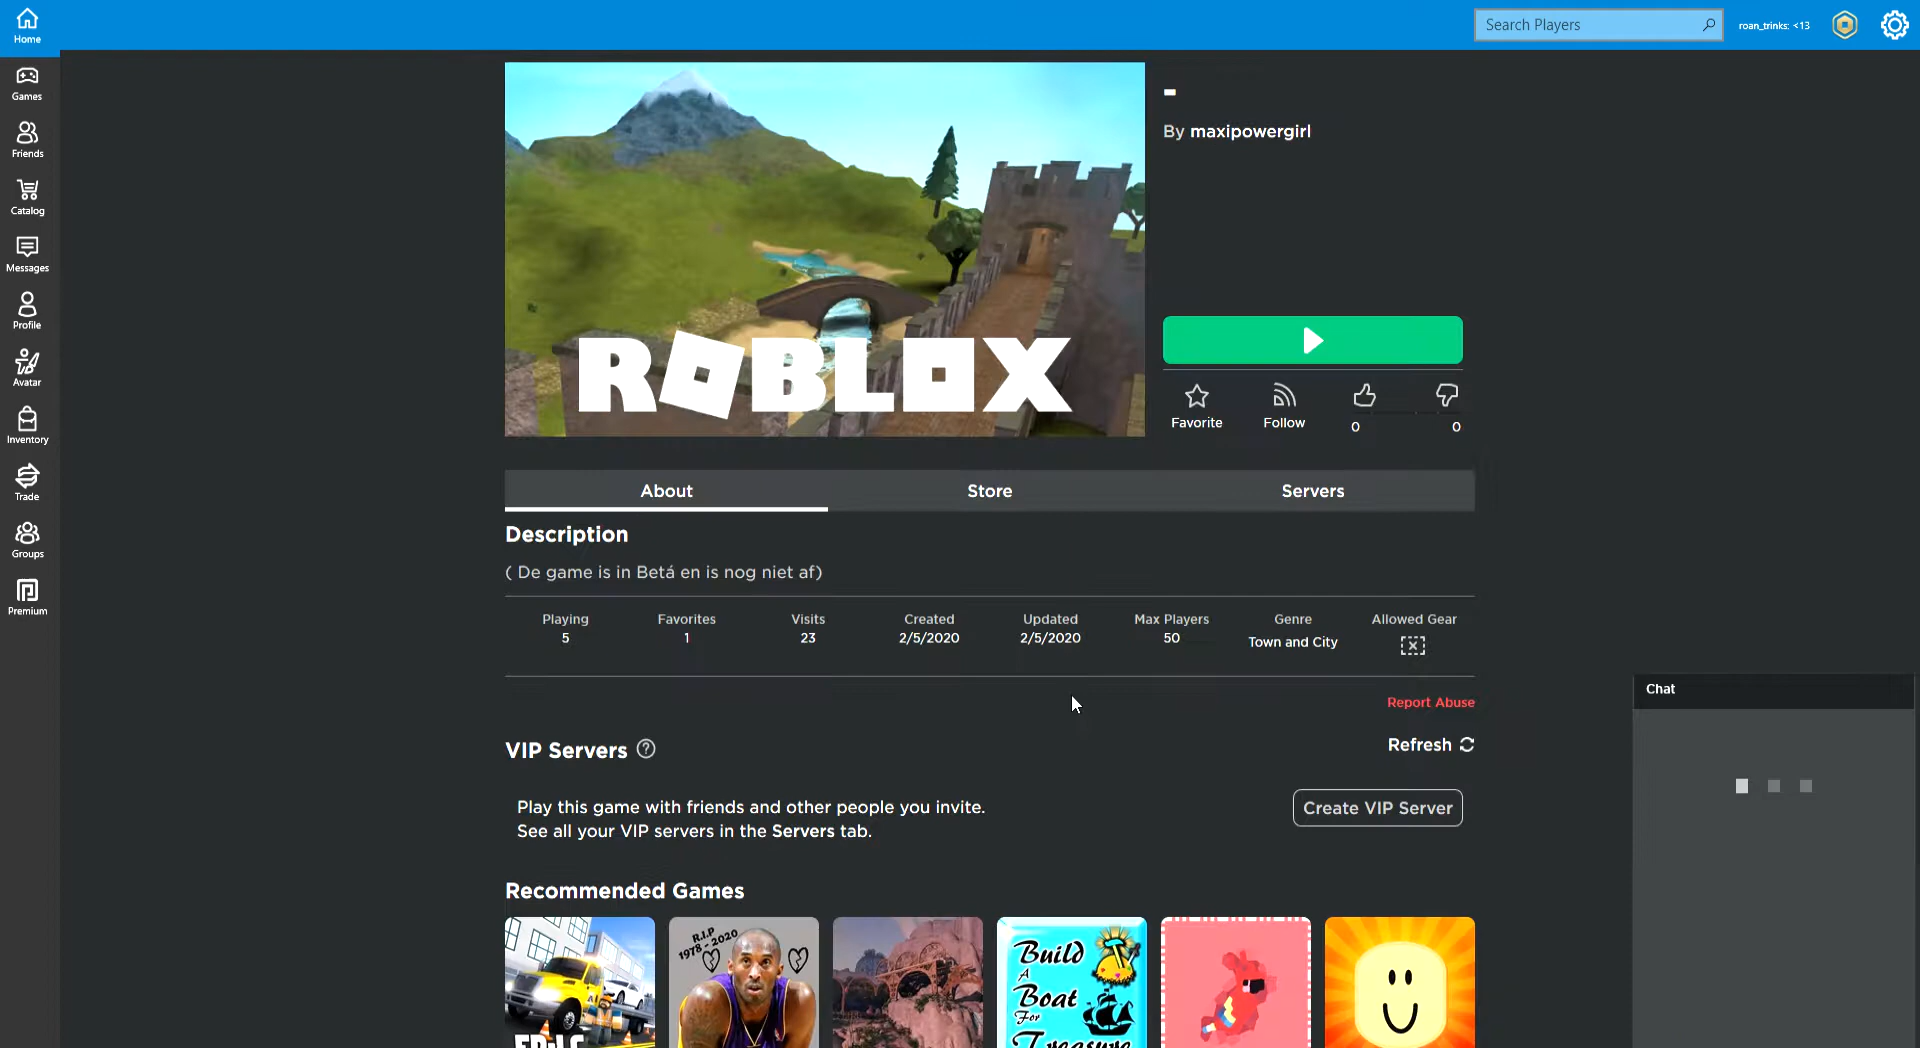 Home
Search Players
roan_trinks: <13
Games
Friends
Catalog
Messages
Profile
Avatar
Inventory
Trade
Groups
Premium
ROBLOX
-
By maxipowergirl
Favorite
Follow
0
0
About
Store
Servers
Description
( De game is in Betá en is nog niet af)
Playing
5
Favorites
1
Visits
23
Created
2/5/2020
Updated
2/5/2020
Max Players
50
Genre
Town and City
Allowed Gear
Report Abuse
VIP Servers
Refresh
Play this game with friends and other people you invite.
See all your VIP servers in the Servers tab.
Create VIP Server
Chat
Recommended Games
R.I.P
1978 - 2020
Build
A
Boat
For
Treasure